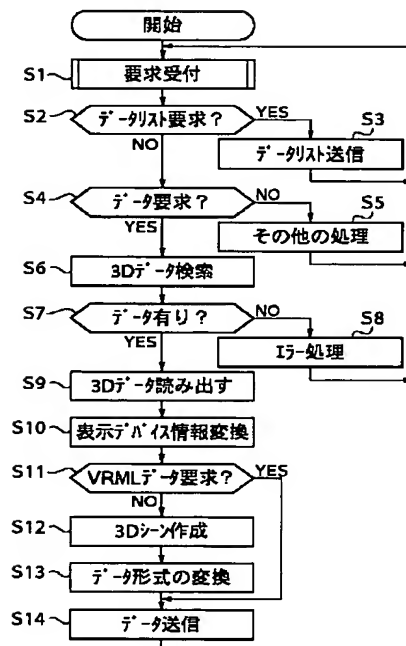 開始
S1 要求受付
S2 データリスト要求? YES
S3
データリスト送信
NO
S4 データ要求? NO
S5
その他の処理
YES
S6 3Dデータ検索
S7 データ有り? NO
S8
エラー処理
YES
S9 3Dデータ読み出す
S10 表示デバイス情報変換
S11 VRMLデータ要求? YES
NO
S12 3Dシーン作成
S13 データ形式の変換
S14 データ送信